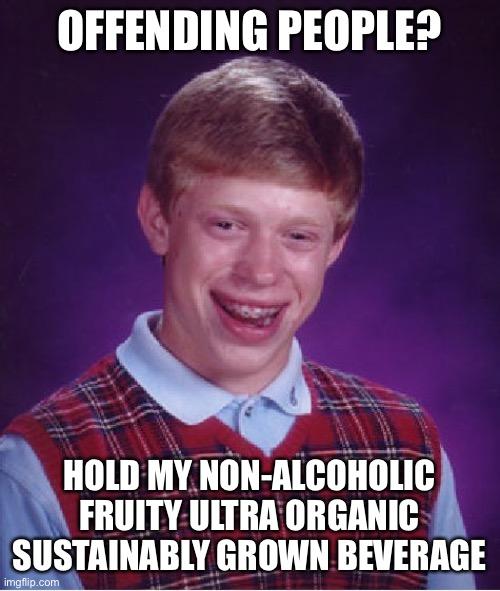 OFFENDING PEOPLE?
HOLD MY NON-ALCOHOLIC
FRUITY ULTRA ORGANIC
SUSTAINABLY GROWN BEVERAGE
imgflip.com